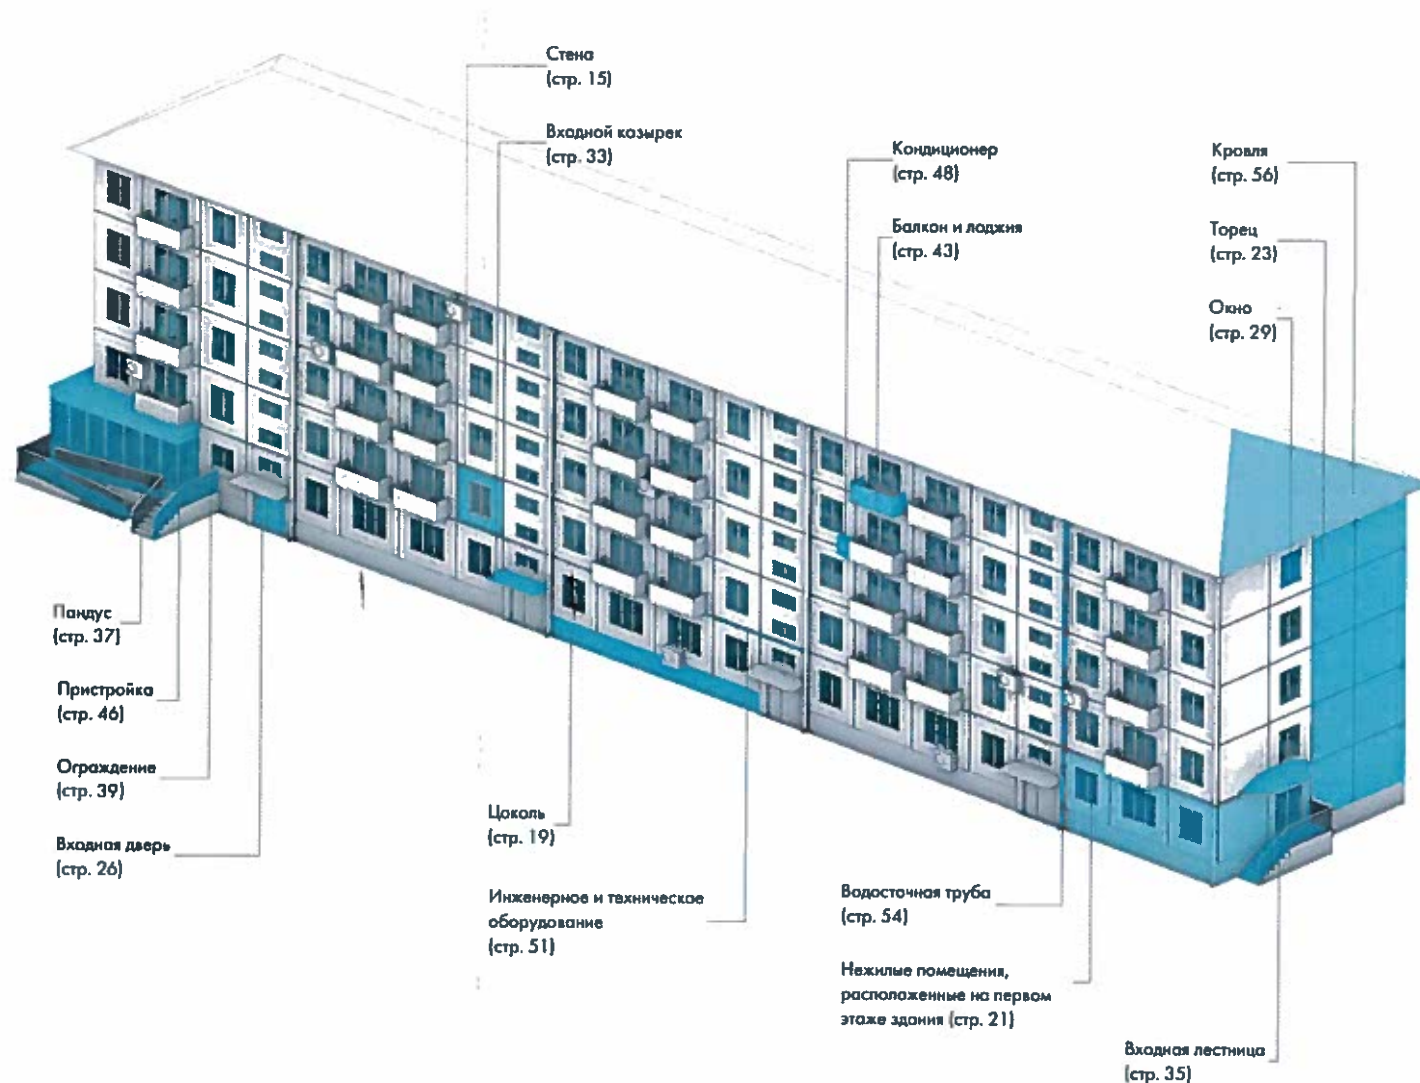 Стена
(стр. 15)
Входной козырек
(стр. 33)
Кондиционер
(стр. 48)
Балкон и лоджия
(стр. 43)
Кровля
(стр. 56)
Торец
(стр. 23)
Окно
(стр. 29)
Пандус
(стр. 37)
Пристройка
(стр. 46)
Ограждение
(стр. 39)
Входная дверь
(стр. 26)
Цоколь
(стр. 19)
Инженерное и техническое
оборудование
(стр. 51)
Водосточная труба
(стр. 54)
Нежилые помещения,
расположенные на первом
этаже здания (стр. 21)
Входная лестница
(стр. 35)